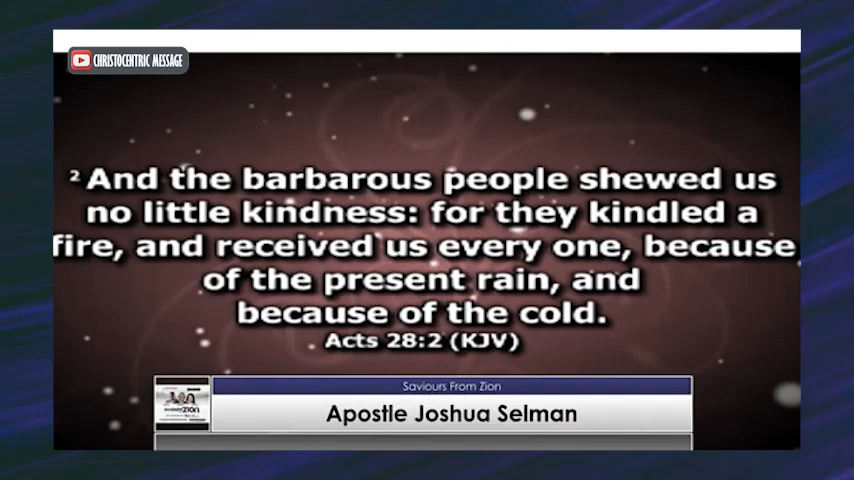 CHRISTOCENTRIC MESSAGE
2 And the barbarous people shewed us
no little kindness: for they kindled a
fire, and received us every one, because
of the present rain, and
because of the cold.
Acts 28:2 (KJV)
Saviours From Zion
zion
Apostle Joshua Selman